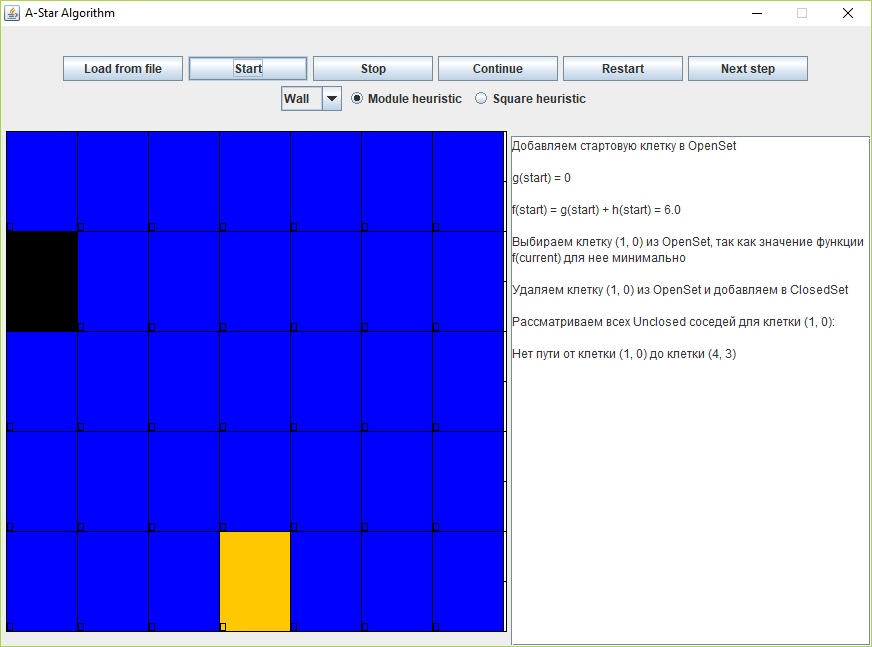 A-Star Algorithm
Load from file
Start
Stop
Continue
Restart
Next step
Wall
Module heuristic
Square heuristic
Добавляем стартовую клетку в OpenSet
g(start) = 0
f(start) = g(start) + h(start) = 6.0
Выбираем клетку (1, 0) из OpenSet, так как значение функции
f(current) для нее минимально
Удаляем клетку (1, 0) из OpenSet и добавляем в ClosedSet
Рассматриваем всех Unclosed соседей для клетки (1, 0):
Нет пути от клетки (1, 0) до клетки (4, 3)